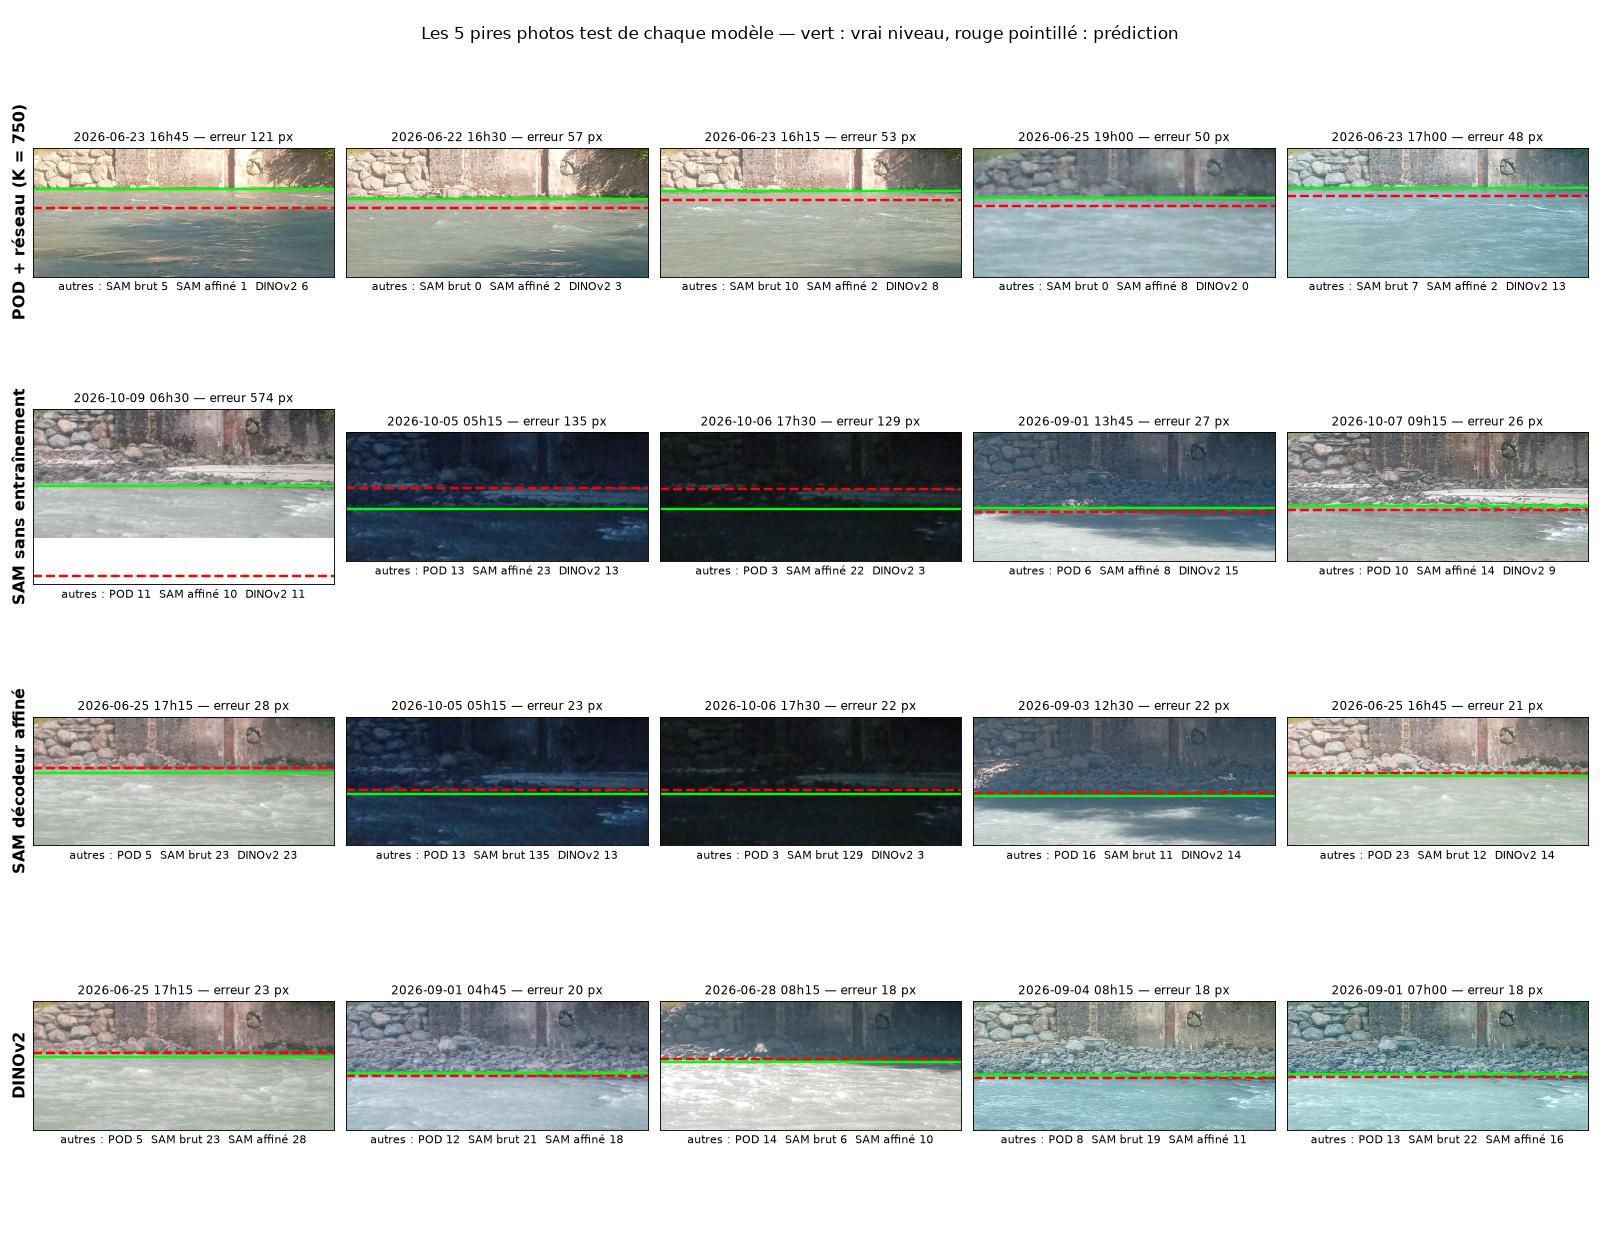 Les 5 pires photos test de chaque modèle — vert : vrai niveau, rouge pointillé : prédiction
POD + réseau (K = 750)
2026-06-23 16h45 — erreur 121 px
2026-06-22 16h30 — erreur 57 px
2026-06-23 16h15 — erreur 53 px
2026-06-25 19h00 — erreur 50 px
2026-06-23 17h00 — erreur 48 px
autres : SAM brut 5  SAM affiné 1  DINOv2 6
autres : SAM brut 0  SAM affiné 2  DINOv2 3
autres : SAM brut 10  SAM affiné 2  DINOv2 8
autres : SAM brut 0  SAM affiné 8  DINOv2 0
autres : SAM brut 7  SAM affiné 2  DINOv2 13
SAM sans entraînement
2026-10-09 06h30 — erreur 574 px
2026-10-05 05h15 — erreur 135 px
2026-10-06 17h30 — erreur 129 px
2026-09-01 13h45 — erreur 27 px
2026-10-07 09h15 — erreur 26 px
autres : POD 11  SAM affiné 10  DINOv2 11
autres : POD 13  SAM affiné 23  DINOv2 13
autres : POD 3  SAM affiné 22  DINOv2 3
autres : POD 6  SAM affiné 8  DINOv2 15
autres : POD 10  SAM affiné 14  DINOv2 9
SAM décodeur affiné
2026-06-25 17h15 — erreur 28 px
2026-10-05 05h15 — erreur 23 px
2026-10-06 17h30 — erreur 22 px
2026-09-03 12h30 — erreur 22 px
2026-06-25 16h45 — erreur 21 px
autres : POD 5  SAM brut 23  DINOv2 23
autres : POD 13  SAM brut 135  DINOv2 13
autres : POD 3  SAM brut 129  DINOv2 3
autres : POD 16  SAM brut 11  DINOv2 14
autres : POD 23  SAM brut 12  DINOv2 14
DINOv2
2026-06-25 17h15 — erreur 23 px
2026-09-01 04h45 — erreur 20 px
2026-06-28 08h15 — erreur 18 px
2026-09-04 08h15 — erreur 18 px
2026-09-01 07h00 — erreur 18 px
autres : POD 5  SAM brut 23  SAM affiné 28
autres : POD 12  SAM brut 21  SAM affiné 18
autres : POD 14  SAM brut 6  SAM affiné 10
autres : POD 8  SAM brut 19  SAM affiné 11
autres : POD 13  SAM brut 22  SAM affiné 16